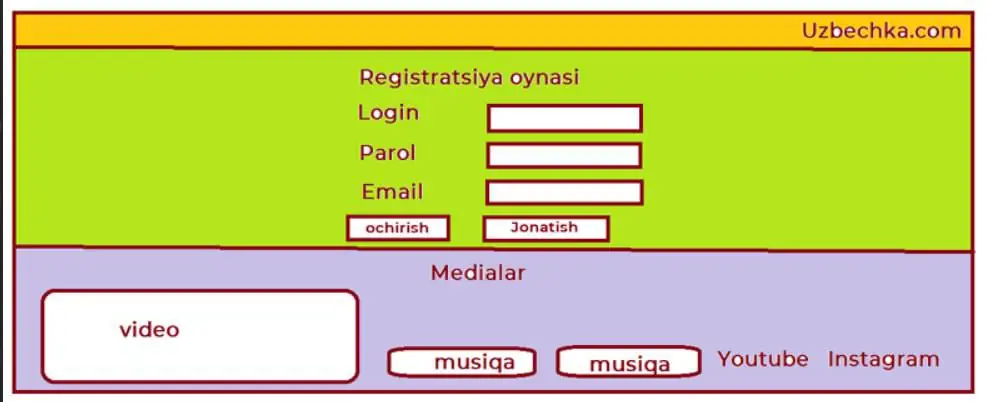 Uzbechka.com
Registratsiya oynasi
Login
Parol
Email
ochirish Jonatish
Medialar
video
musiqa musiqa Youtube Instagram